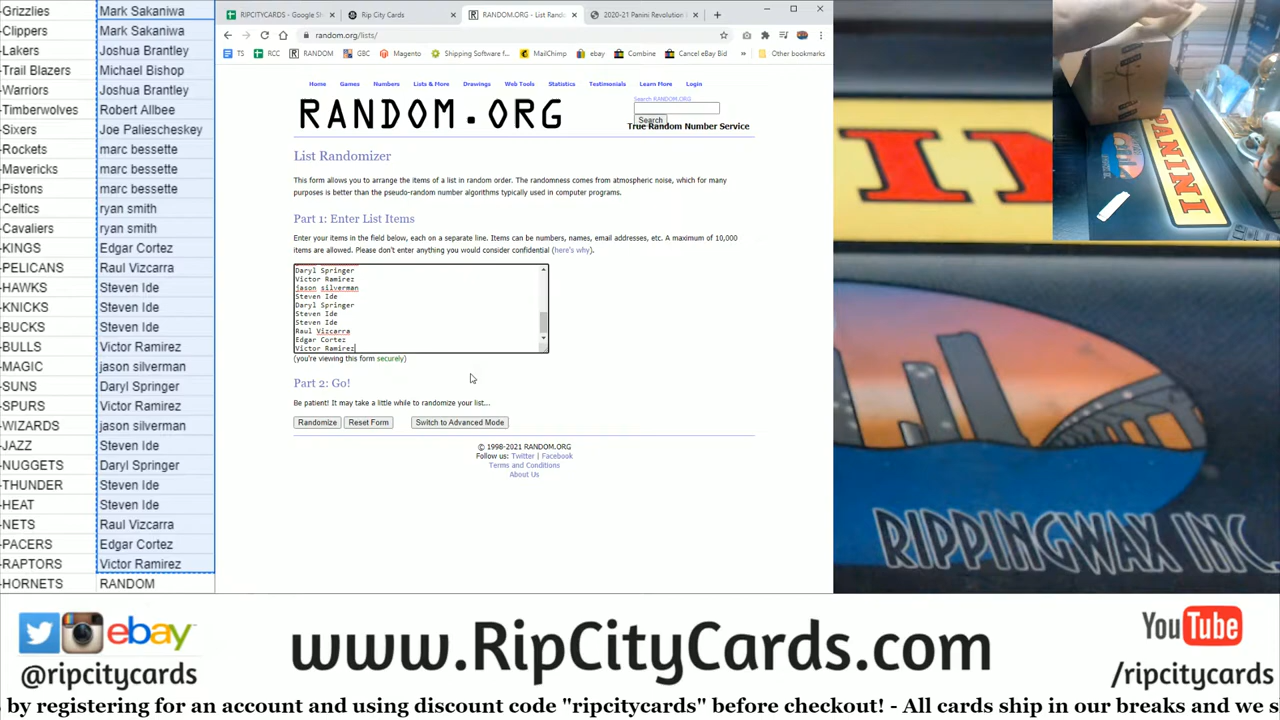 Grizzlies Mark Sakaniwa
Clippers Mark Sakaniwa
Lakers Joshua Brantley
Trail Blazers Michael Bishop
Warriors Joshua Brantley
Timberwolves Robert Allbee
-Sixers Joe Paliescheskey
Rockets marc bessette
Mavericks marc bessette
Pistons marc bessette
Celtics ryan smith
Cavaliers ryan smith
-KINGS Edgar Cortez
-PELICANS Raul Vizcarra
-HAWKS Steven Ide
-KNICKS Steven Ide
-BUCKS Steven Ide
-BULLS Victor Ramirez
-MAGIC jason silverman
-SUNS Daryl Springer
-SPURS Victor Ramirez
-WIZARDS jason silverman
-JAZZ Steven Ide
-NUGGETS Daryl Springer
-THUNDER Steven Ide
-HEAT Steven Ide
-NETS Raul Vizcarra
-PACERS Edgar Cortez
-RAPTORS Victor Ramirez
-HORNETS RANDOM
RIPCITYCARDS - Google Sh
Rip City Cards
RANDOM.ORG - List Rando
2020-21 Panini Revolution
random.org/lists/
TS RCC RANDOM GBC Magento Shipping Software f... MailChimp ebay Combine Cancel eBay Bid Other bookmarks
Home Games Numbers Lists & More Drawings Web Tools Statistics Testimonials Learn More Login
RANDOM.ORG
Search RANDOM.ORG
Search
True Random Number Service
List Randomizer
This form allows you to arrange the items of a list in random order. The randomness comes from atmospheric noise, which for many
purposes is better than the pseudo-random number algorithms typically used in computer programs.
Part 1: Enter List Items
Enter your items in the field below, each on a separate line. Items can be numbers, names, email addresses, etc. A maximum of 10,000
items are allowed. Please don't enter anything you would consider confidential (here's why).
Daryl Springer
Victor Ramirez
jason silverman
Steven Ide
Daryl Springer
Steven Ide
Steven Ide
Raul Vizcarra
Edgar Cortez
Victor Ramirez
(you're viewing this form securely)
Part 2: Go!
Be patient! It may take a little while to randomize your list...
Randomize Reset Form Switch to Advanced Mode
© 1998-2021 RANDOM.ORG
Follow us: Twitter | Facebook
Terms and Conditions
About Us
PANINI
RIPPINGWAX INC.
ebay
@ripcitycards
www.RipCityCards.com
YouTube
/ripcitycards
by registering for an account and using discount code "ripcitycards" before checkout! - All cards ship in our breaks and we s